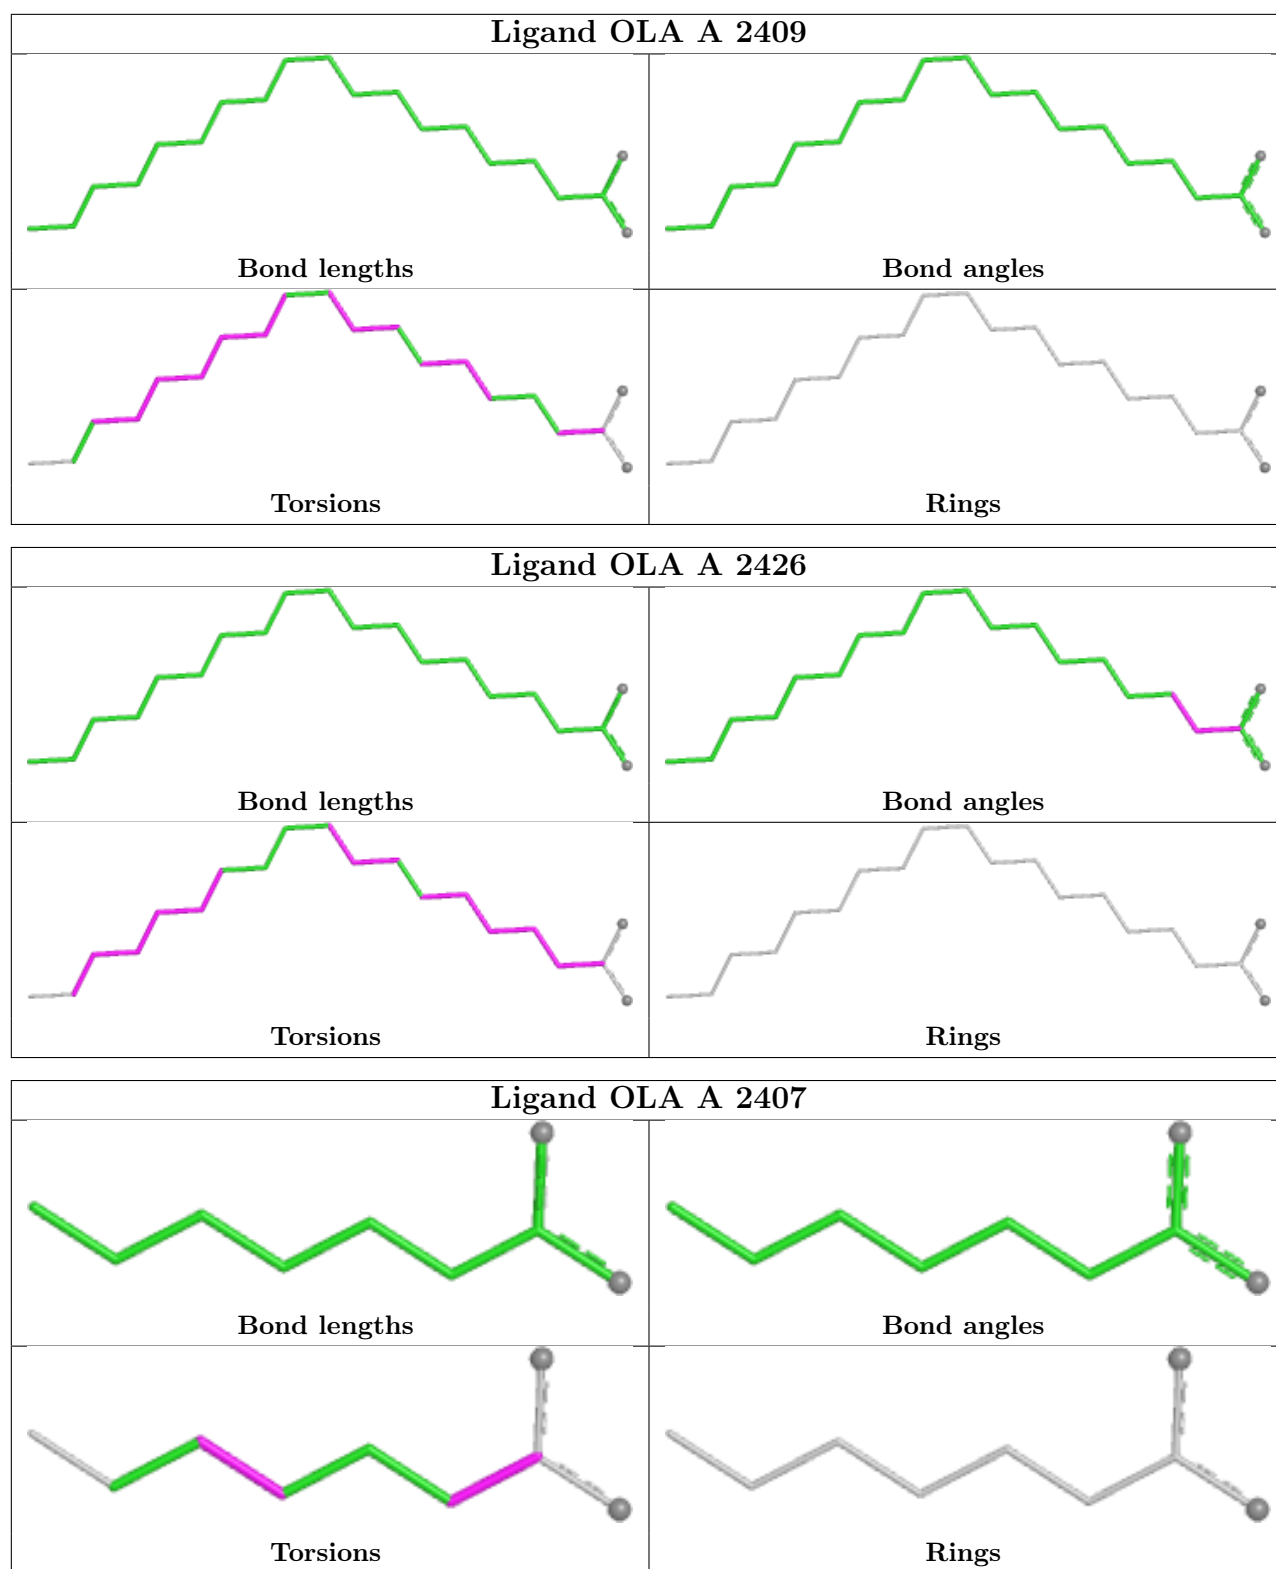 Ligand OLA A 2409
Bond lengths
Bond angles
Torsions
Rings
Ligand OLA A 2426
Bond lengths
Bond angles
Torsions
Rings
Ligand OLA A 2407
Bond lengths
Bond angles
Torsions
Rings